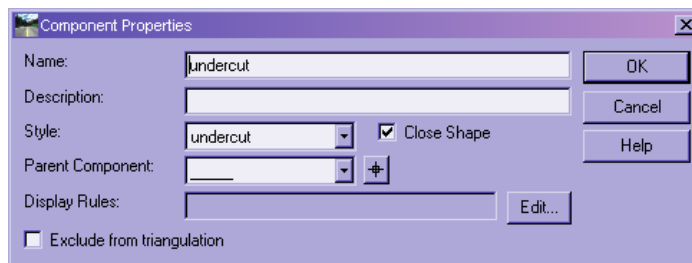 Component Properties
Name: undercut OK
Description: Cancel
Style: undercut Close Shape Help
Parent Component: _____
Display Rules: Edit...
Exclude from triangulation